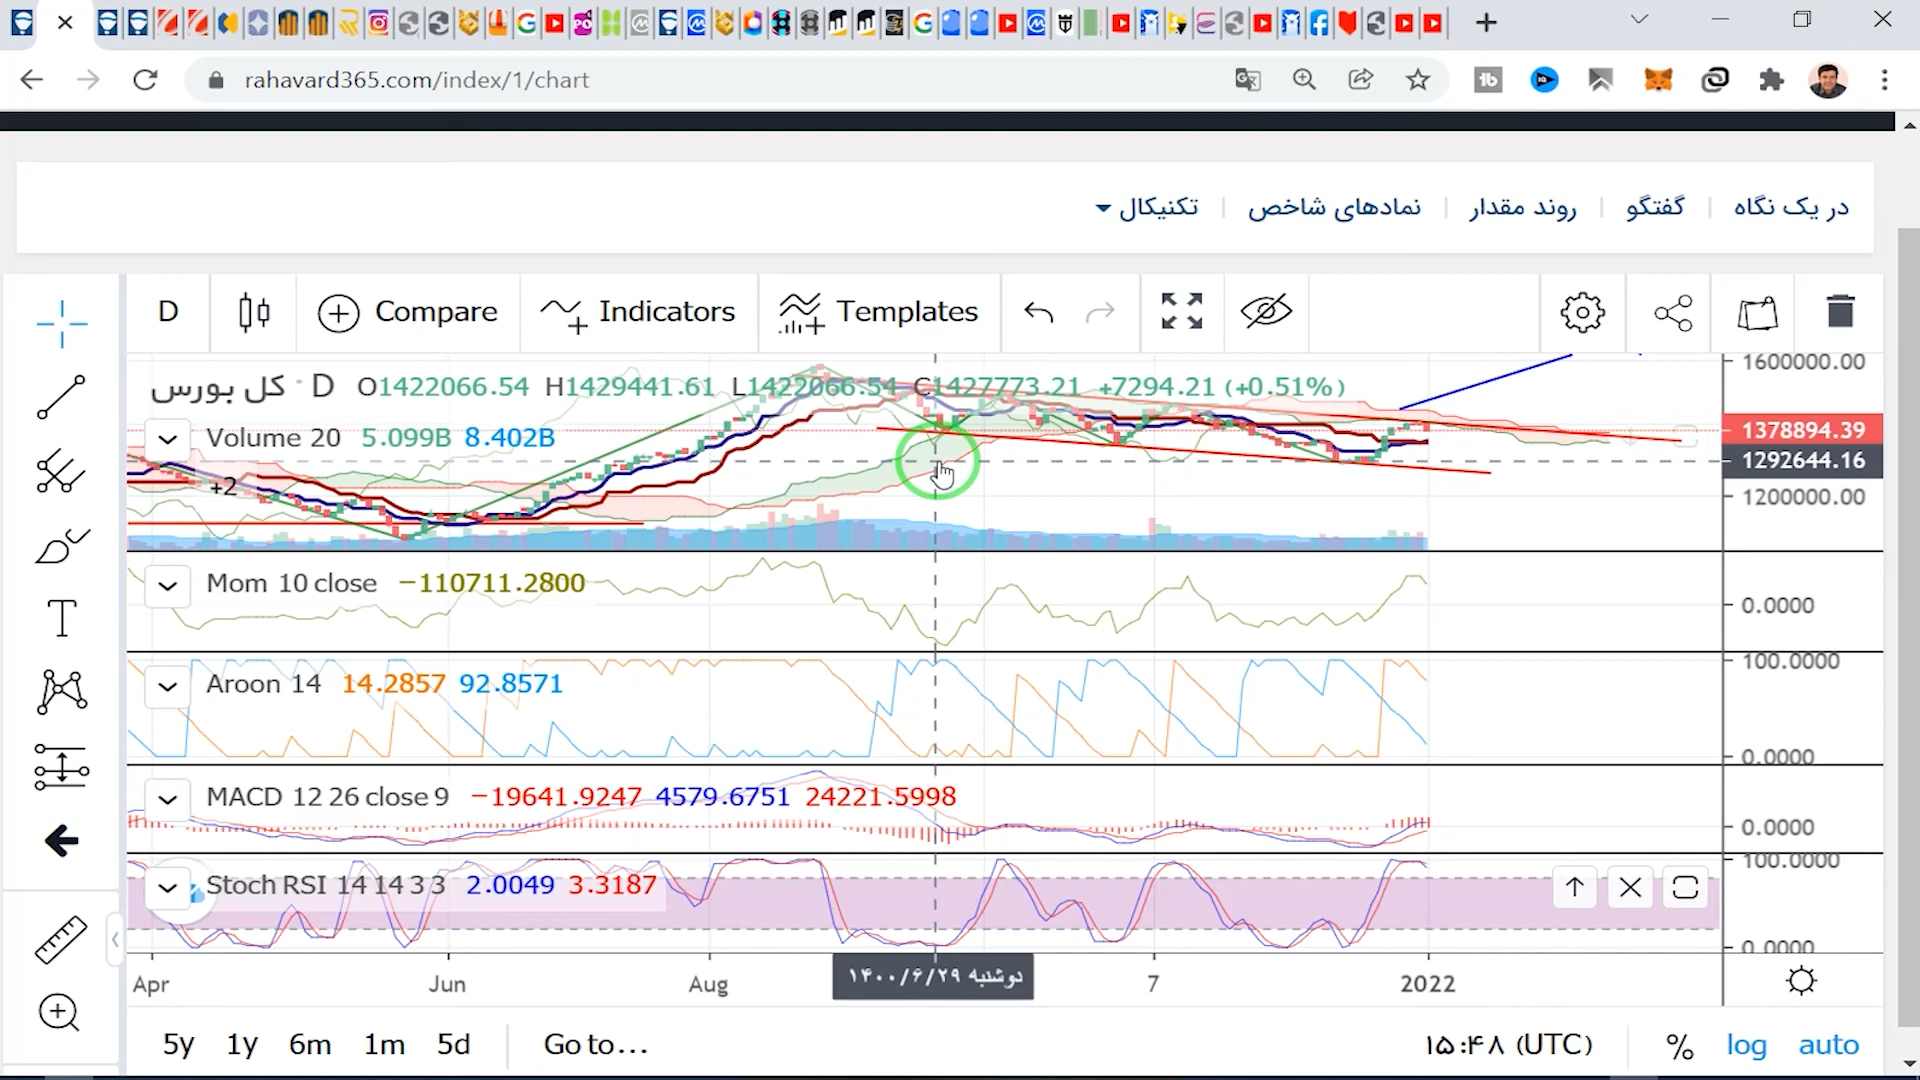 rahavard365.com/index/1/chart
در یک نگاه | گفتگو | روند مقدار | نمادهای شاخص | تکنیکال
D Compare Indicators Templates
کل بورس · D O1422066.54 H1429441.61 L1422066.54 C1427773.21 +7294.21 (+0.51%)
1600000.00
Volume 20 5.099B 8.402B
1378894.39
1292644.16
+2
1200000.00
Mom 10 close −110711.2800
0.0000
Aroon 14 14.2857 92.8571
100.0000
0.0000
MACD 12 26 close 9 −19641.9247 4579.6751 24221.5998
0.0000
Stoch RSI 14 14 3 3 2.0049 3.3187
100.0000
0.0000
Apr Jun Aug دوشنبه ۱۴۰۰/۶/۲۹ 7 2022
5y 1y 6m 1m 5d Go to... ۱۵:۴۸ (UTC) % log auto